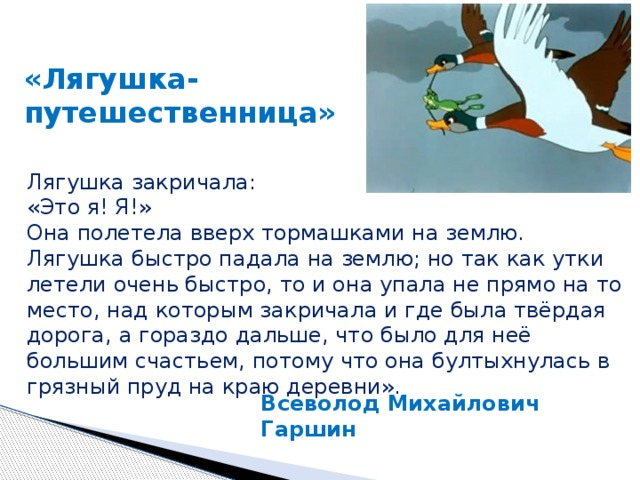 «Лягушка-
путешественница»
Лягушка закричала:
«Это я! Я!»
Она полетела вверх тормашками на землю.
Лягушка быстро падала на землю; но так как утки
летели очень быстро, то и она упала не прямо на то
место, над которым закричала и где была твёрдая
дорога, а гораздо дальше, что было для неё
большим счастьем, потому что она бултыхнулась в
грязный пруд на краю деревни».
Всеволод Михайлович
Гаршин